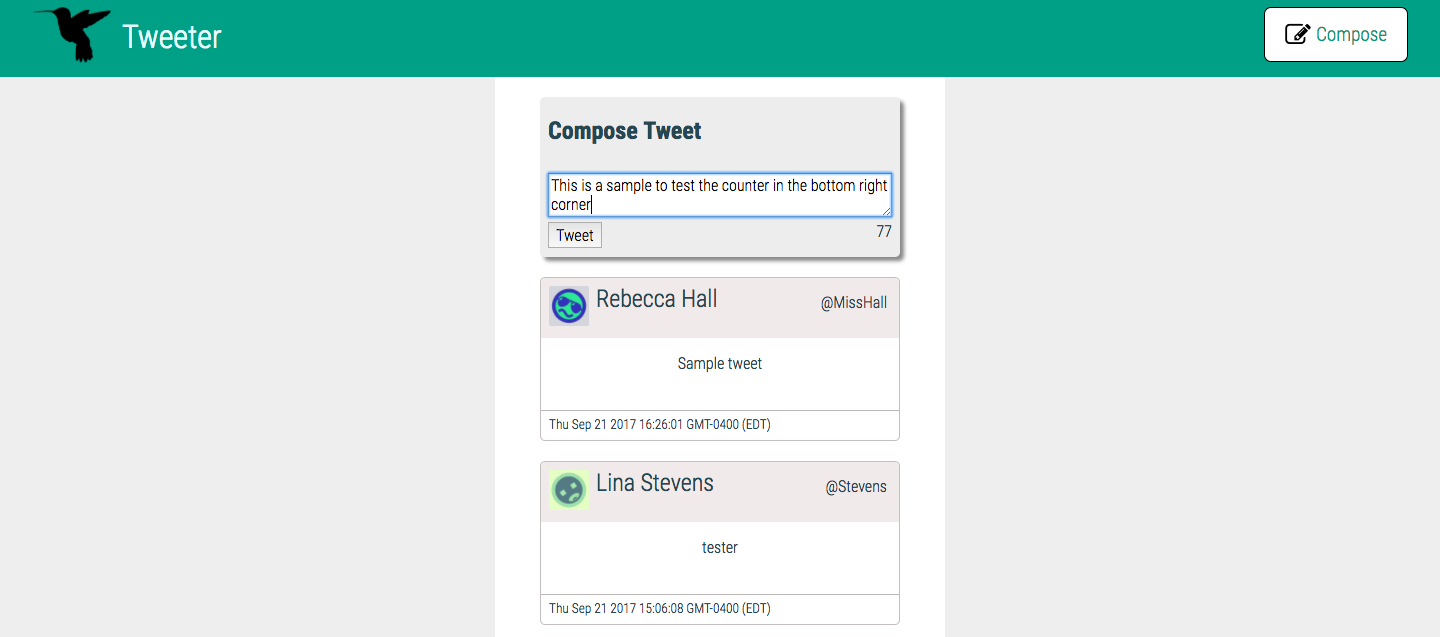 Tweeter
Compose
Compose Tweet
This is a sample to test the counter in the bottom right
corner
Tweet
77
Rebecca Hall
@MissHall
Sample tweet
Thu Sep 21 2017 16:26:01 GMT-0400 (EDT)
Lina Stevens
@Stevens
tester
Thu Sep 21 2017 15:06:08 GMT-0400 (EDT)